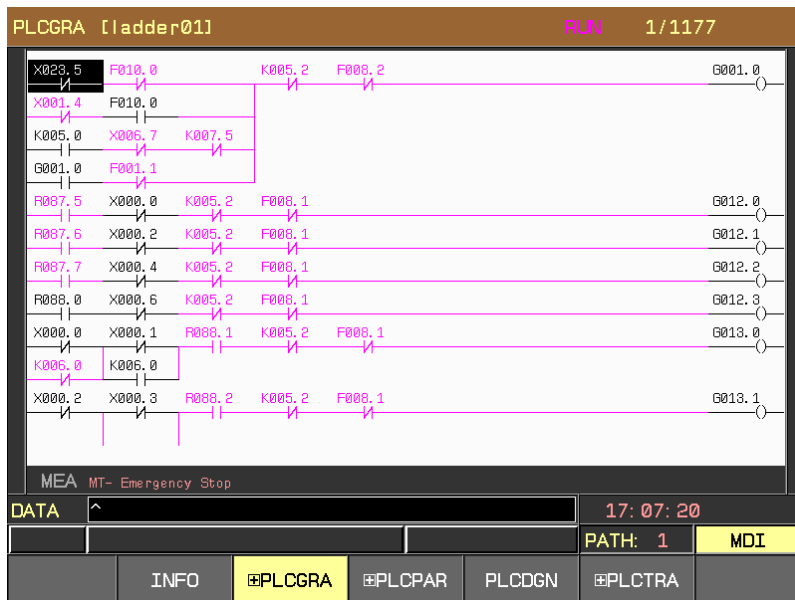 PLCGRA [ladder01] RUN 1/1177
X023.5 F010.0 K005.2 F008.2 G001.0
X001.4 F010.0
K005.0 X006.7 K007.5
G001.0 F001.1
R087.5 X000.0 K005.2 F008.1 G012.0
R087.6 X000.2 K005.2 F008.1 G012.1
R087.7 X000.4 K005.2 F008.1 G012.2
R088.0 X000.6 K005.2 F008.1 G012.3
X000.0 X000.1 R088.1 K005.2 F008.1 G013.0
K006.0 K006.0
X000.2 X000.3 R088.2 K005.2 F008.1 G013.1
MEA MT- Emergency Stop
DATA ^ 17:07:20
PATH: 1 MDI
INFO ⊞PLCGRA ⊞PLCPAR PLCDGN ⊞PLCTRA